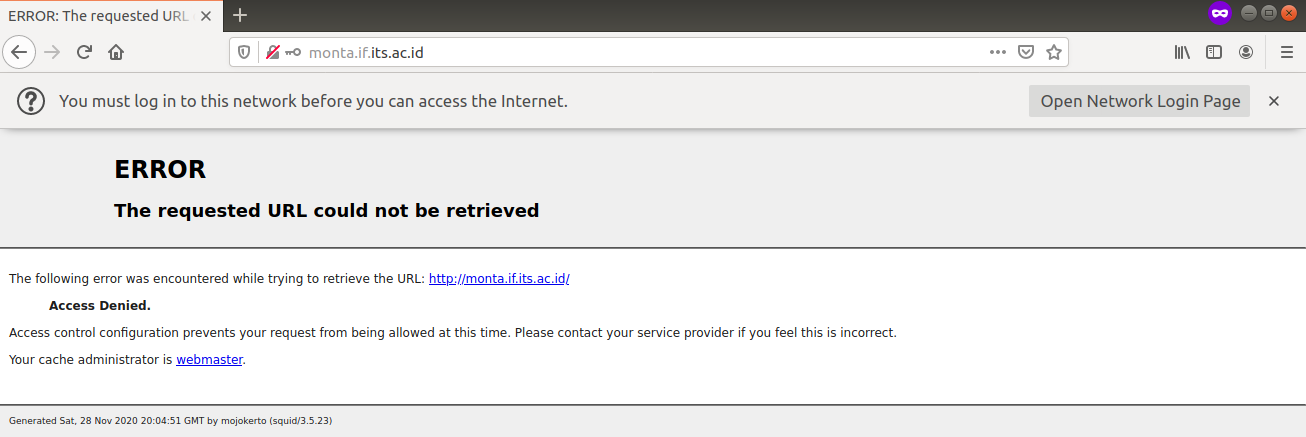 ERROR: The requested URL
monta.if.its.ac.id
You must log in to this network before you can access the Internet.
Open Network Login Page
ERROR
The requested URL could not be retrieved
The following error was encountered while trying to retrieve the URL: http://monta.if.its.ac.id/
Access Denied.
Access control configuration prevents your request from being allowed at this time. Please contact your service provider if you feel this is incorrect.
Your cache administrator is webmaster.
Generated Sat, 28 Nov 2020 20:04:51 GMT by mojokerto (squid/3.5.23)